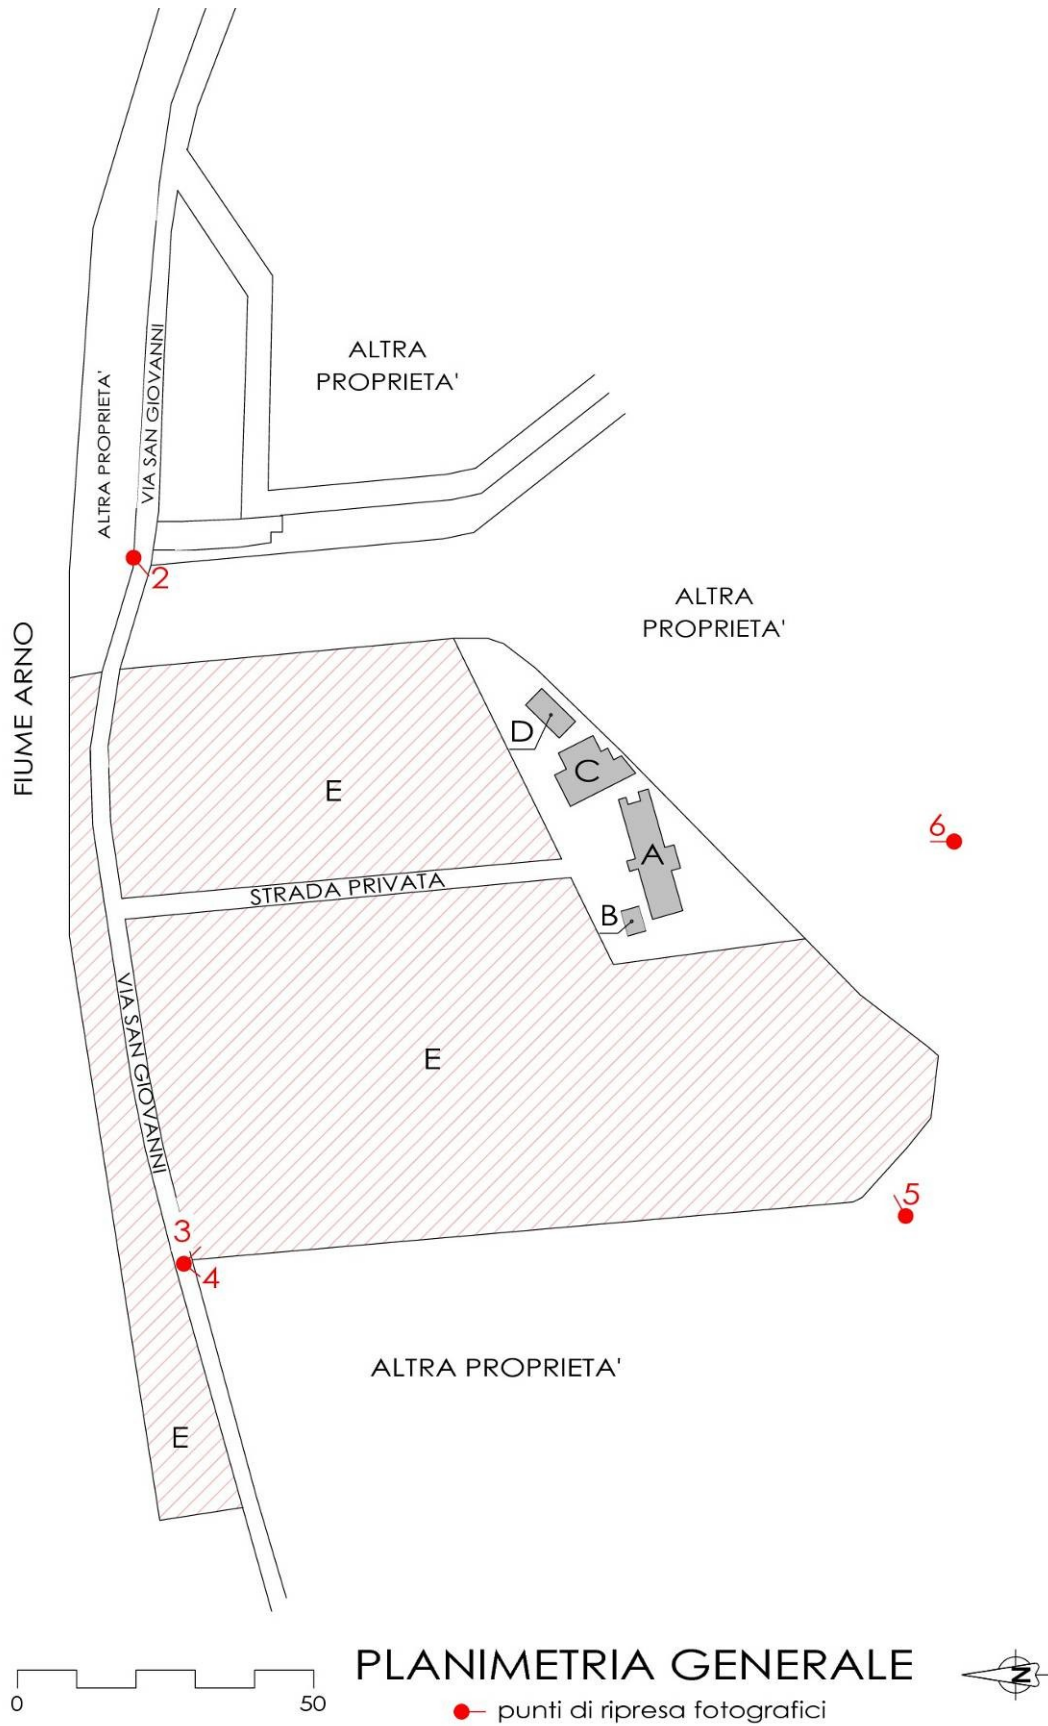 ALTRA
PROPRIETA'
ALTRA PROPRIETA'
VIA SAN GIOVANNI
2
ALTRA
PROPRIETA'
FIUME ARNO
D
C
E
6
A
STRADA PRIVATA
B
VIA SAN GIOVANNI
E
5
3
4
ALTRA PROPRIETA'
E
PLANIMETRIA GENERALE
N
0 50
punti di ripresa fotografici